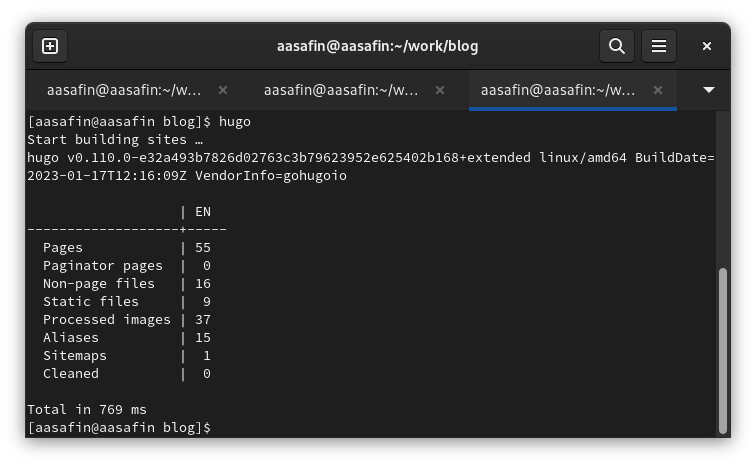 aasafin@aasafin:~/work/blog
aasafin@aasafin:~/w… × aasafin@aasafin:~/w… × aasafin@aasafin:~/w… ×
[aasafin@aasafin blog]$ hugo
Start building sites …
hugo v0.110.0-e32a493b7826d02763c3b79623952e625402b168+extended linux/amd64 BuildDate=
2023-01-17T12:16:09Z VendorInfo=gohugoio
                   | EN
-------------------+-----
  Pages            | 55
  Paginator pages  |  0
  Non-page files   | 16
  Static files     |  9
  Processed images | 37
  Aliases          | 15
  Sitemaps         |  1
  Cleaned          |  0
Total in 769 ms
[aasafin@aasafin blog]$